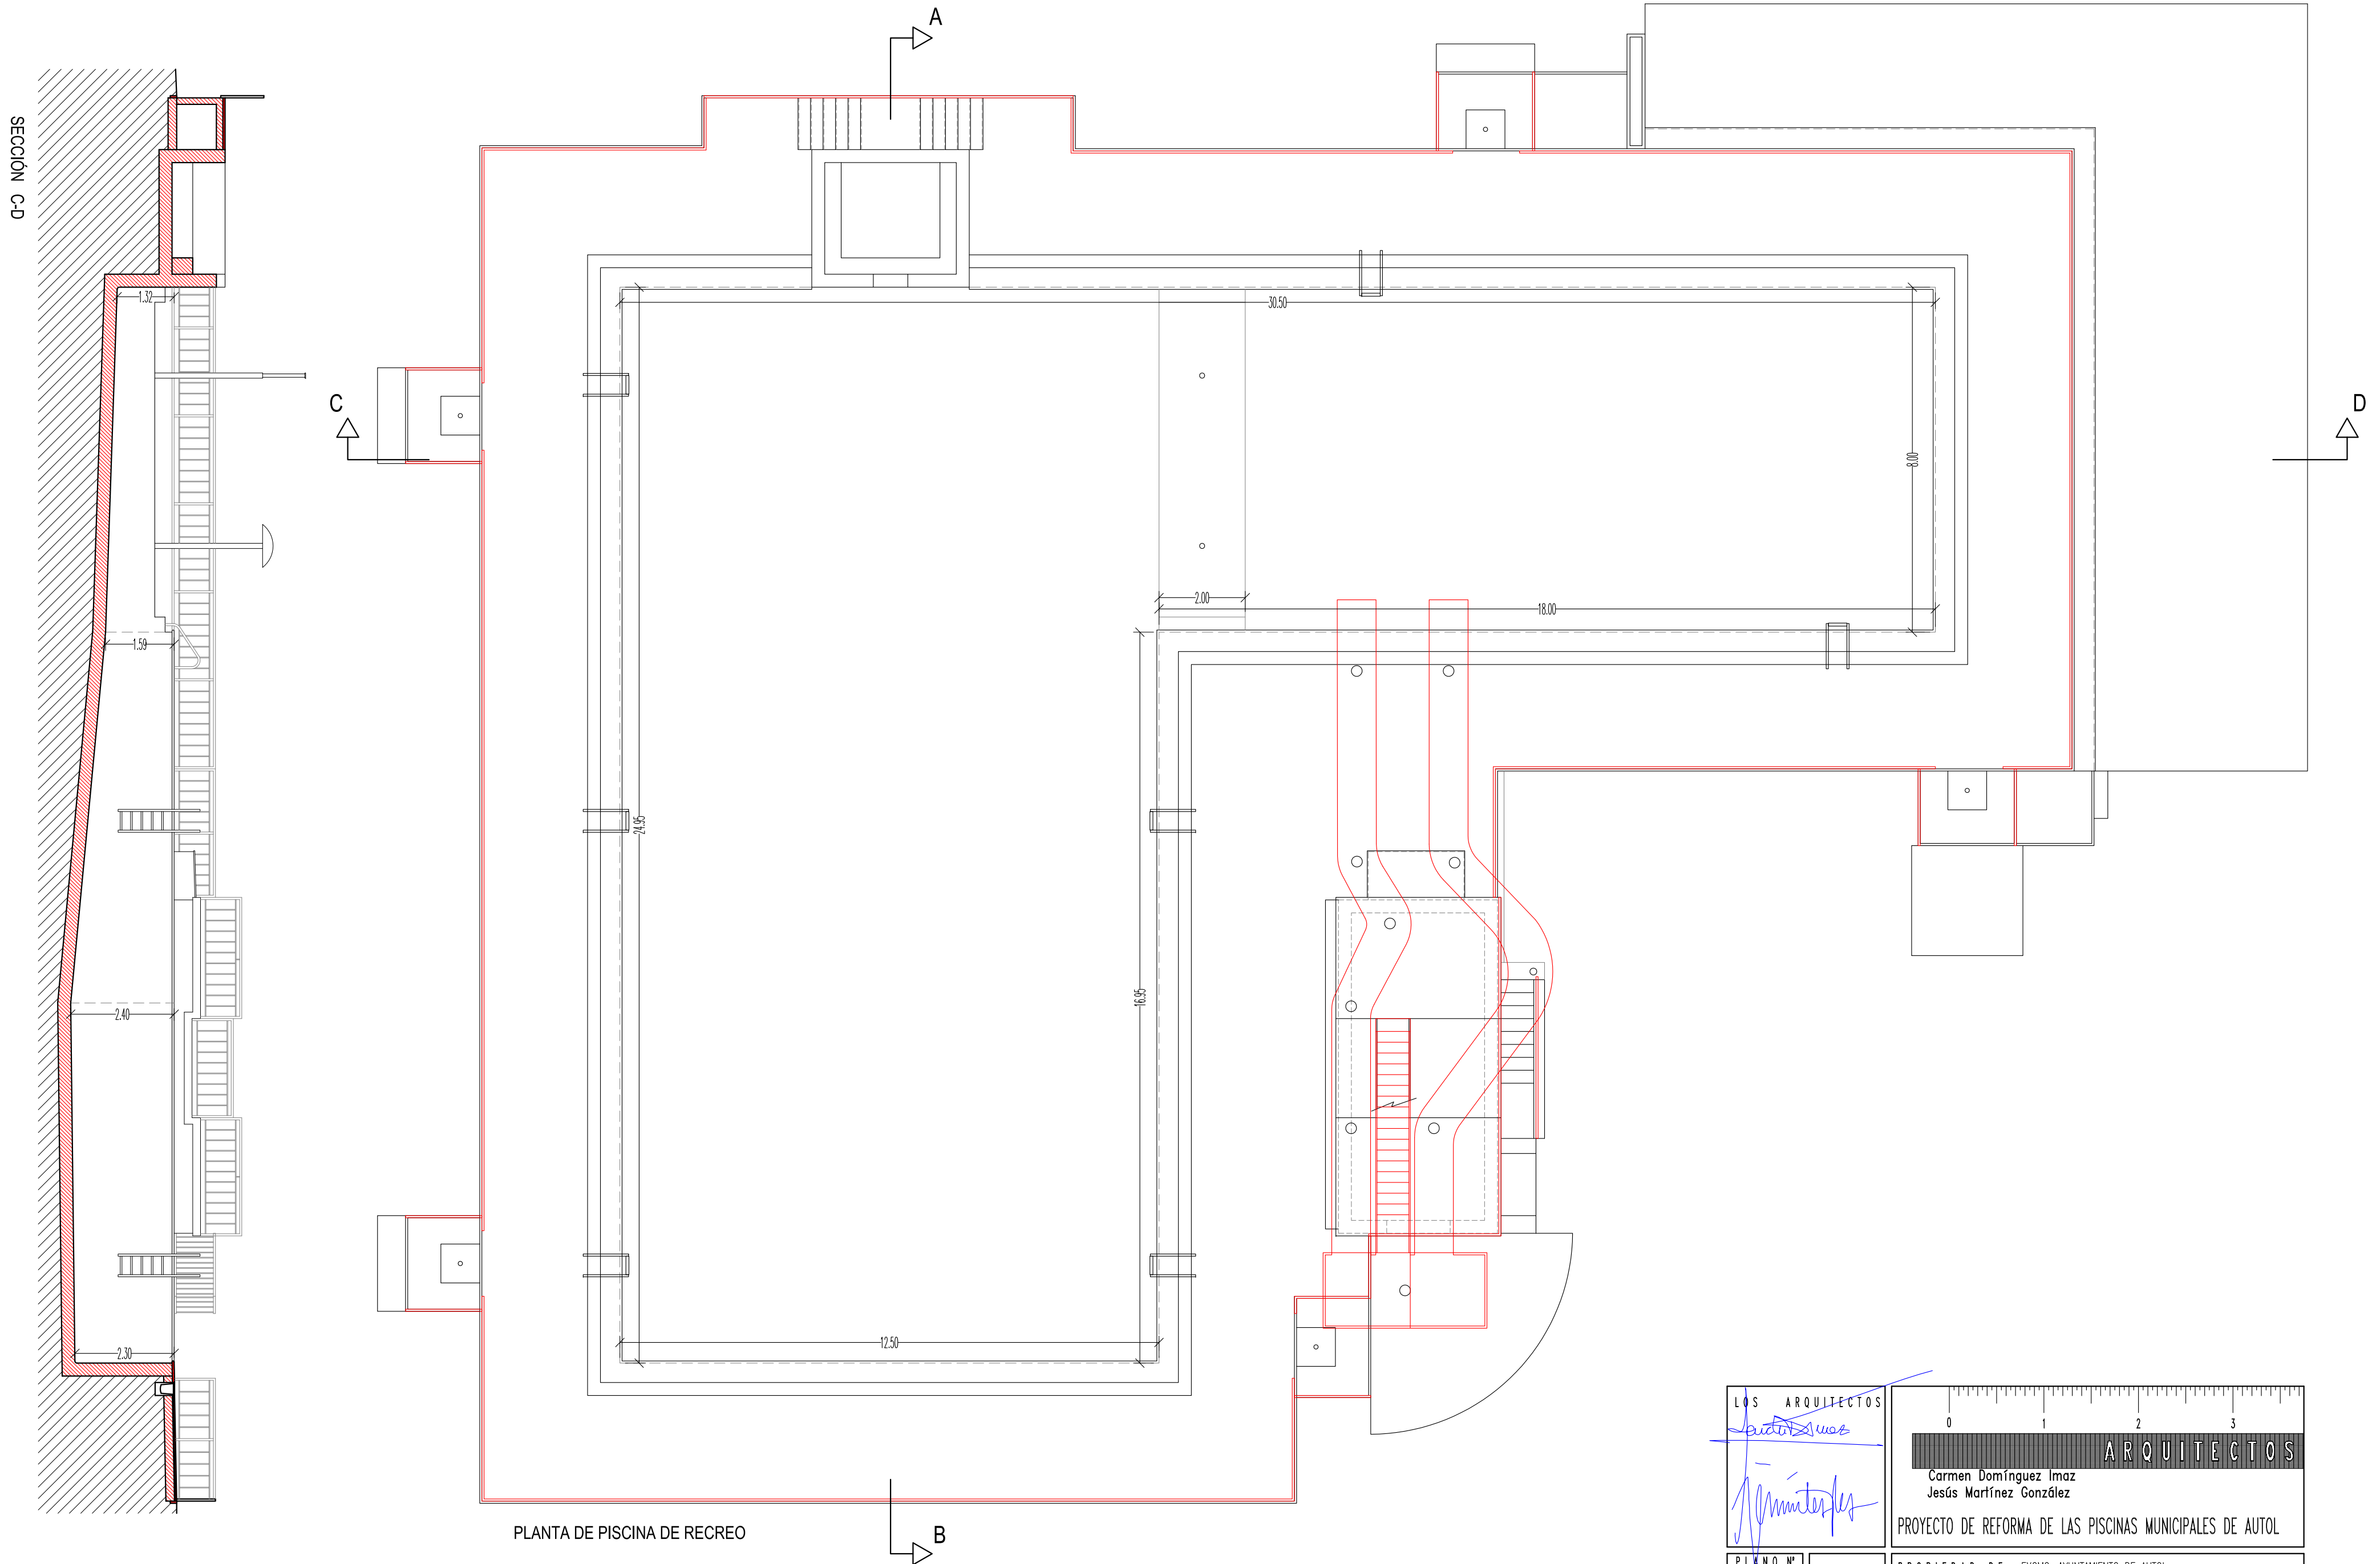 SECCIÓN C-D
A
C
D
B
1.32
1.59
2.40
2.30
30.50
8.00
2.00
18.00
24.95
16.95
12.50
PLANTA DE PISCINA DE RECREO
LOS ARQUITECTOS
0 1 2 3
ARQUITECTOS
Carmen Domínguez Imaz
Jesús Martínez González
PROYECTO DE REFORMA DE LAS PISCINAS MUNICIPALES DE AUTOL
PLANO Nº